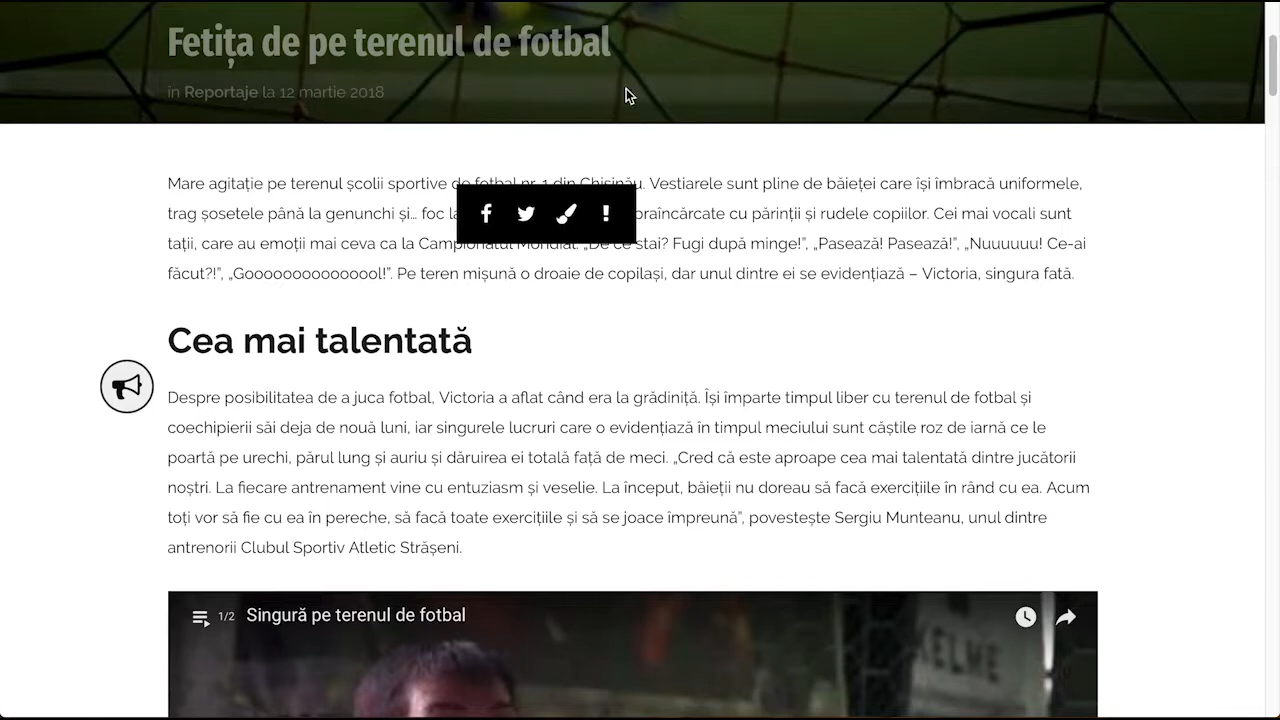 Fetița de pe terenul de fotbal
în Reportaje la 12 martie 2018
Mare agitație pe terenul școlii sportive de fotbal nr. 1 din Chișinău. Vestiarele sunt pline de băieței care își îmbracă uniformele,
trag șosetele până la genunchi și… foc la praîncărcate cu părinții și rudele copiilor. Cei mai vocali sunt
tații, care au emoții mai ceva ca la Campionatul Mondial. „De ce stai? Fugi după minge!”, „Pasează! Pasează!”, „Nuuuuuu! Ce-ai
făcut?!”, „Gooooooooooooool!”. Pe teren mișună o droaie de copilași, dar unul dintre ei se evidențiază – Victoria, singura fată.
Cea mai talentată
Despre posibilitatea de a juca fotbal, Victoria a aflat când era la grădiniță. Își împarte timpul liber cu terenul de fotbal și
coechipierii săi deja de nouă luni, iar singurele lucruri care o evidențiază în timpul meciului sunt căștile roz de iarnă ce le
poartă pe urechi, părul lung și auriu și dăruirea ei totală față de meci. „Cred că este aproape cea mai talentată dintre jucătorii
noștri. La fiecare antrenament vine cu entuziasm și veselie. La început, băieții nu doreau să facă exercițiile în rând cu ea. Acum
toți vor să fie cu ea în pereche, să facă toate exercițiile și să se joace împreună”, povestește Sergiu Munteanu, unul dintre
antrenorii Clubul Sportiv Atletic Strășeni.
1/2 Singură pe terenul de fotbal
KELME